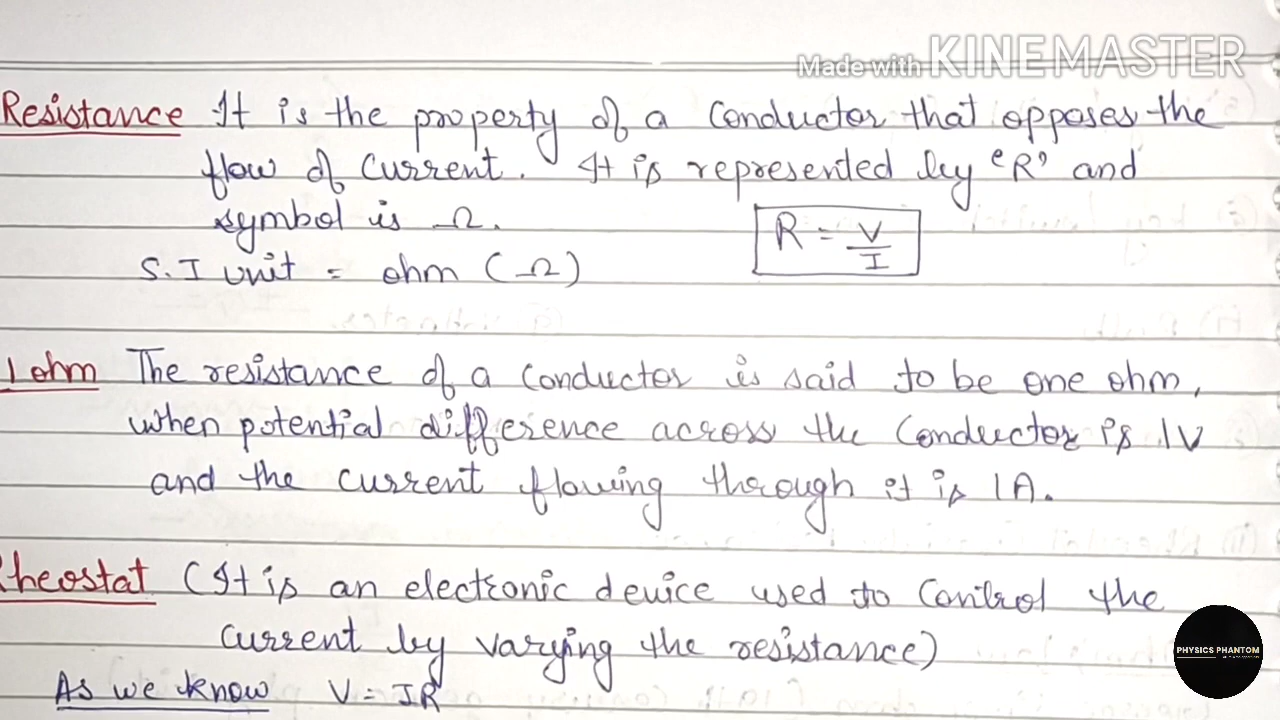 Made with KINEMASTER
Resistance It is the property of a conductor that opposes the
flow of current. It is represented by 'R' and
symbol is Ω.
R = V/I
S.I unit = ohm (Ω)
1 ohm The resistance of a conductor is said to be one ohm,
when potential difference across the conductor is 1V
and the current flowing through it is 1A.
Rheostat (It is an electronic device used to control the
current by varying the resistance)
PHYSICS PHANTOM
As we know V = IR